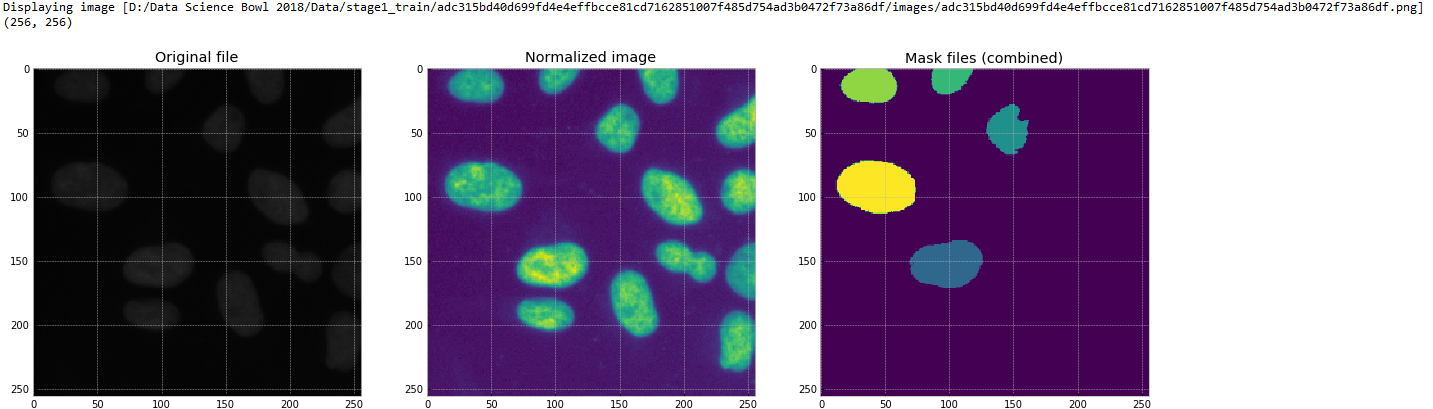 Displaying image [D:/Data Science Bowl 2018/Data/stage1_train/adc315bd40d699fd4e4effbcce81cd7162851007f485d754ad3b0472f73a86df/images/adc315bd40d699fd4e4effbcce81cd7162851007f485d754ad3b0472f73a86df.png]
(256, 256)
Original file
0
50
100
150
200
250
0 50 100 150 200 250
Normalized image
0
50
100
150
200
250
0 50 100 150 200 250
Mask files (combined)
0
50
100
150
200
250
0 50 100 150 200 250